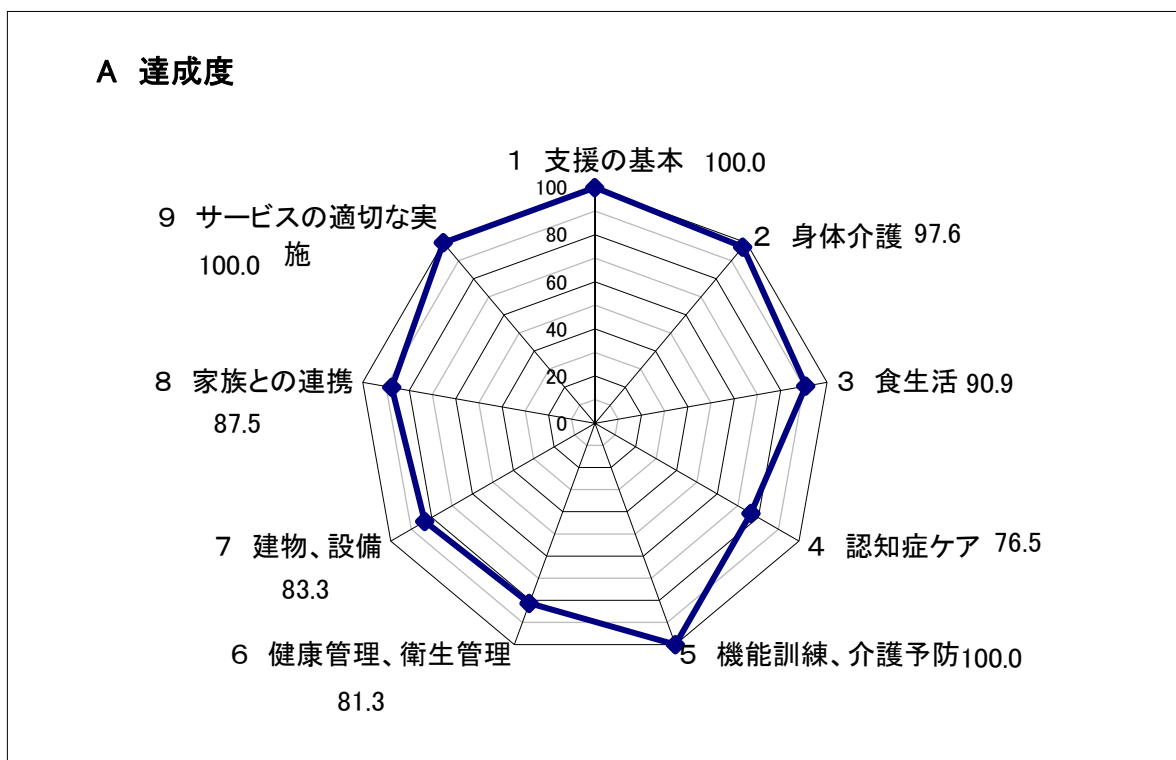 A 達成度
1 支援の基本 100.0
2 身体介護 97.6
3 食生活 90.9
4 認知症ケア 76.5
5 機能訓練、介護予防 100.0
6 健康管理、衛生管理
81.3
7 建物、設備
83.3
8 家族との連携
87.5
9 サービスの適切な実
施
100.0
100
80
60
40
20
0